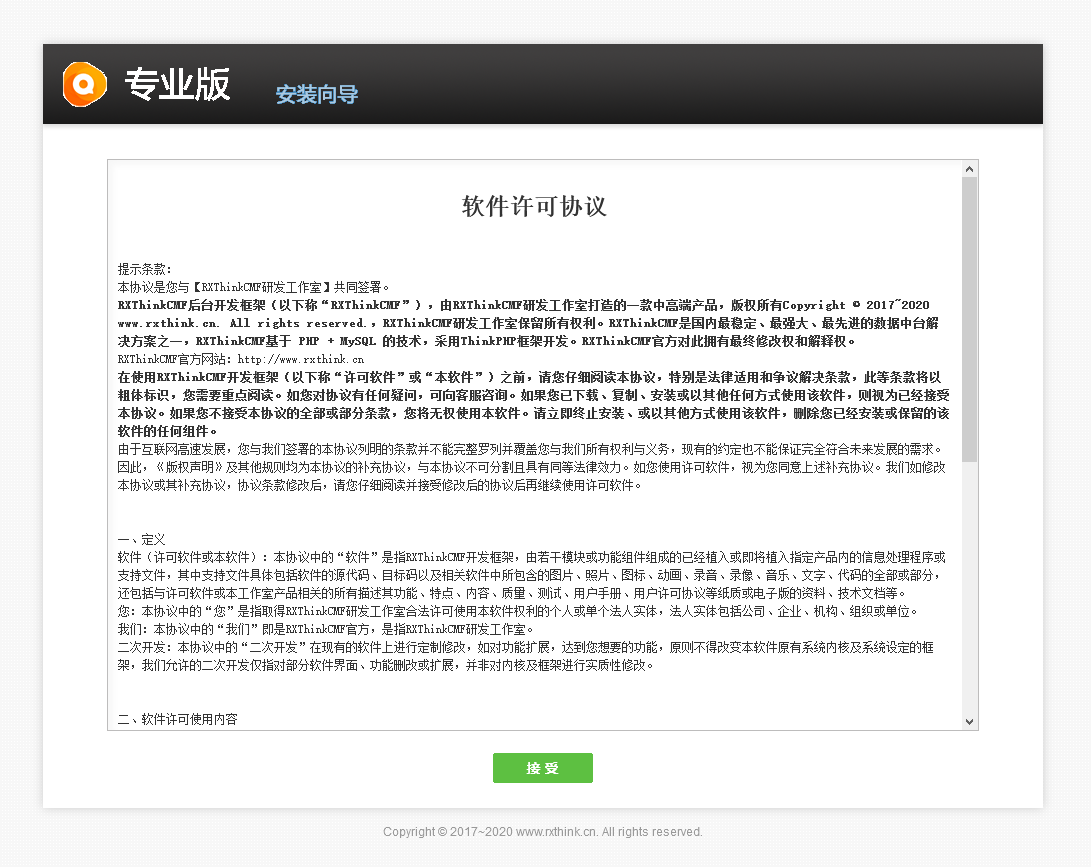 专业版
安装向导
软件许可协议
提示条款：
本协议是您与【RXThinkCMF研发工作室】共同签署。
RXThinkCMF后台开发框架（以下称“RXThinkCMF”），由RXThinkCMF研发工作室打造的一款中高端产品，版权所有Copyright © 2017~2020
www.rxthink.cn. All rights reserved.，RXThinkCMF研发工作室保留所有权利。RXThinkCMF是国内最稳定、最强大、最先进的数据中台解
决方案之一，RXThinkCMF基于 PHP + MySQL 的技术，采用ThinkPHP框架开发。RXThinkCMF官方对此拥有最终修改权和解释权。
RXThinkCMF官方网站：http://www.rxthink.cn
在使用RXThinkCMF开发框架（以下称“许可软件”或“本软件”）之前，请您仔细阅读本协议，特别是法律适用和争议解决条款，此等条款将以
粗体标识，您需要重点阅读。如您对协议有任何疑问，可向客服咨询。如果您已下载、复制、安装或以其他任何方式使用该软件，则视为已经接受
本协议。如果您不接受本协议的全部或部分条款，您将无权使用本软件。请立即终止安装、或以其他方式使用该软件，删除您已经安装或保留的该
软件的任何组件。
由于互联网高速发展，您与我们签署的本协议列明的条款并不能完整罗列并覆盖您与我们所有权利与义务，现有的约定也不能保证完全符合未来发展的需求。
因此，《版权声明》及其他规则均为本协议的补充协议，与本协议不可分割且具有同等法律效力。如您使用许可软件，视为您同意上述补充协议。我们如修改
本协议或其补充协议，协议条款修改后，请您仔细阅读并接受修改后的协议后再继续使用许可软件。
一、定义
软件（许可软件或本软件）：本协议中的“软件”是指RXThinkCMF开发框架，由若干模块或功能组件组成的已经植入或即将植入指定产品内的信息处理程序或
支持文件，其中支持文件具体包括软件的源代码、目标码以及相关软件中所包含的图片、照片、图标、动画、录音、录像、音乐、文字、代码的全部或部分，
还包括与许可软件或本工作室产品相关的所有描述其功能、特点、内容、质量、测试、用户手册、用户许可协议等纸质或电子版的资料、技术文档等。
您：本协议中的“您”是指取得RXThinkCMF研发工作室合法许可使用本软件权利的个人或单个法人实体，法人实体包括公司、企业、机构、组织或单位。
我们：本协议中的“我们”即是RXThinkCMF官方，是指RXThinkCMF研发工作室。
二次开发：本协议中的“二次开发”在现有的软件上进行定制修改，如对功能扩展，达到您想要的功能，原则不得改变本软件原有系统内核及系统设定的框
架，我们允许的二次开发仅指对部分软件界面、功能删改或扩展，并非对内核及框架进行实质性修改。
二、软件许可使用内容
接 受
Copyright © 2017~2020 www.rxthink.cn. All rights reserved.